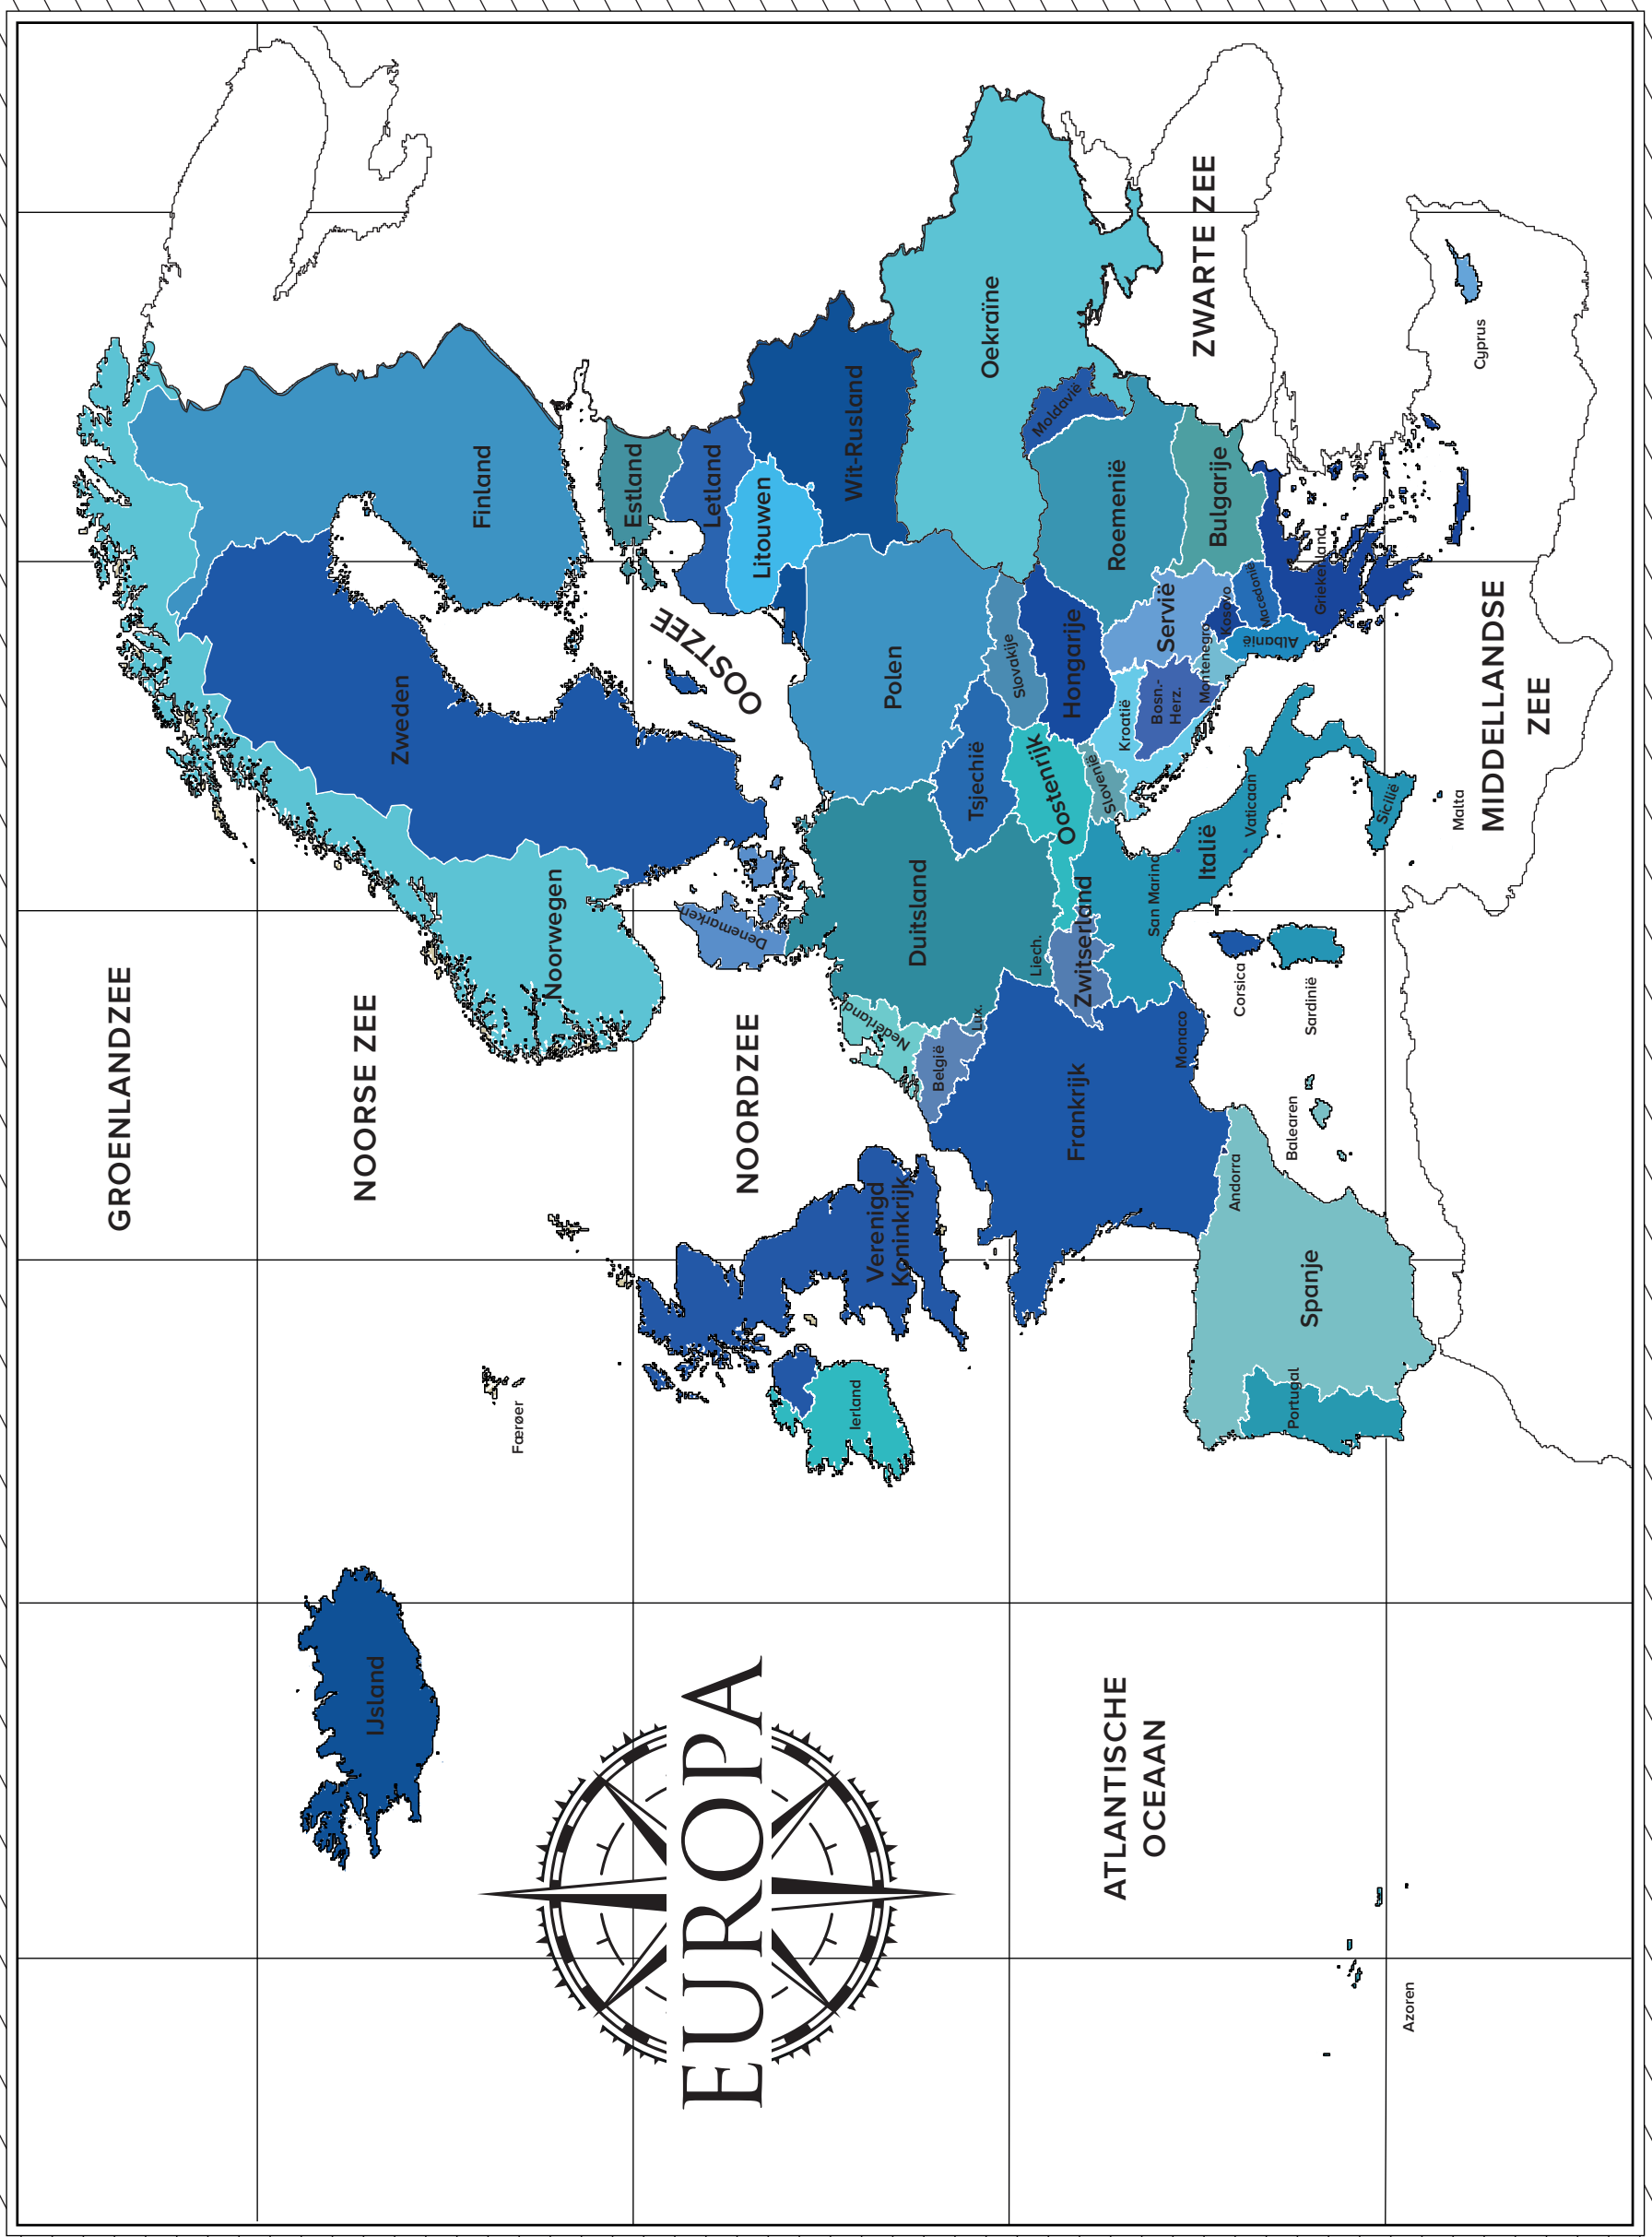 GROENLANDZEE
NOORSE ZEE
NOORDZEE
OOSTZEE
ZWARTE ZEE
MIDDELLANDSE
ZEE
ATLANTISCHE
OCEAAN
EUROPA
IJsland
Færøer
Noorwegen
Zweden
Finland
Estland
Letland
Litouwen
Wit-Rusland
Denemarken
Ierland
Verenigd
Koninkrijk
Nederland
België
Lux.
Duitsland
Polen
Oekraïne
Tsjechië
Slovakije
Moldavië
Frankrijk
Liech.
Zwitserland
Oostenrijk
Hongarije
Roemenië
Slovenië
Kroatië
Bosn.-
Herz.
Servië
Montenegro
Kosovo
Bulgarije
Macedonie
Albanië
Griekenland
Monaco
San Marino
Italië
Vaticaan
Corsica
Sardinië
Sicilië
Malta
Andorra
Spanje
Portugal
Balearen
Cyprus
Azoren